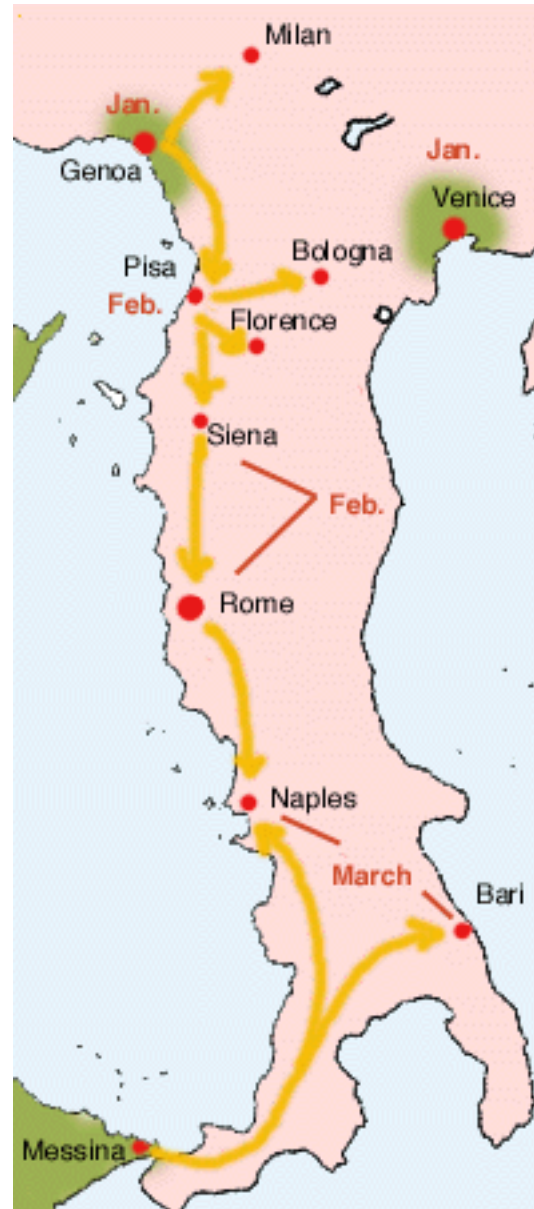 Milan
Jan.
Genoa
Jan.
Venice
Bologna
Pisa
Feb.
Florence
Siena
Feb.
Rome
Naples
March
Bari
Messina